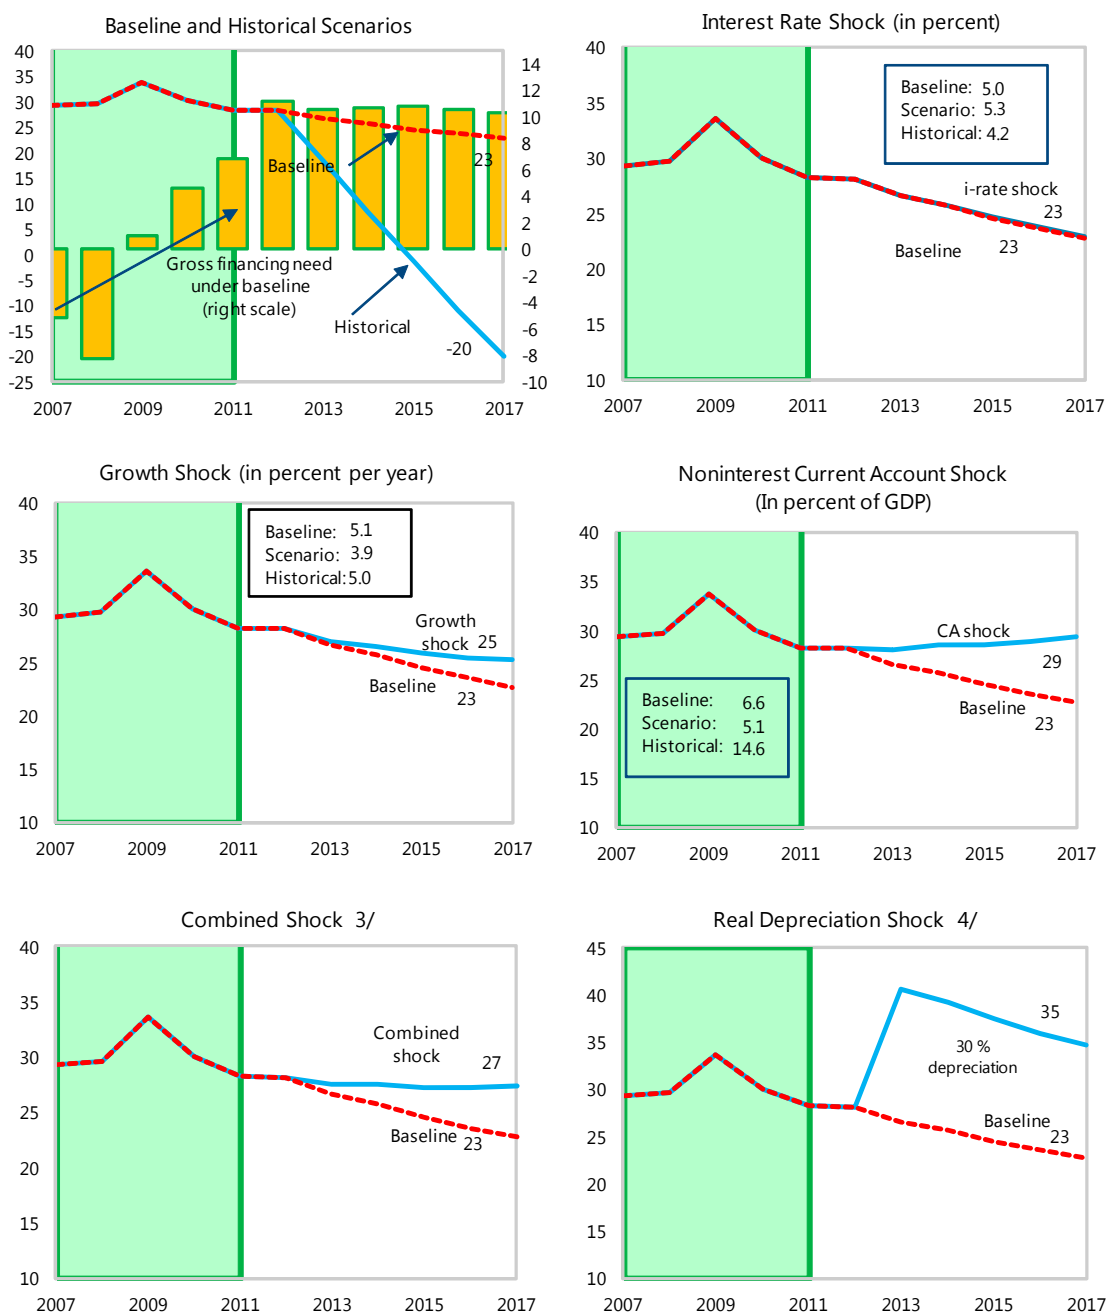 Baseline and Historical Scenarios
40
35
30
25
20
15
10
5
0
-5
-10
-15
-20
-25
14
12
10
8
6
4
2
0
-2
-4
-6
-8
-10
Baseline
23
Gross financing need
under baseline
(right scale)
Historical
-20
2007 2009 2011 2013 2015 2017
Interest Rate Shock (in percent)
40
35
30
25
20
15
10
Baseline: 5.0
Scenario: 5.3
Historical: 4.2
i-rate shock
23
Baseline
23
2007 2009 2011 2013 2015 2017
Growth Shock (in percent per year)
40
35
30
25
20
15
10
Baseline: 5.1
Scenario: 3.9
Historical: 5.0
Growth
shock 25
Baseline
23
2007 2009 2011 2013 2015 2017
Noninterest Current Account Shock
(In percent of GDP)
40
35
30
25
20
15
10
CA shock
29
Baseline: 6.6
Scenario: 5.1
Historical: 14.6
Baseline
23
2007 2009 2011 2013 2015 2017
Combined Shock 3/
40
35
30
25
20
15
10
Combined
shock
27
Baseline 23
2007 2009 2011 2013 2015 2017
Real Depreciation Shock 4/
45
40
35
30
25
20
15
10
35
30 %
depreciation
Baseline
23
2007 2009 2011 2013 2015 2017